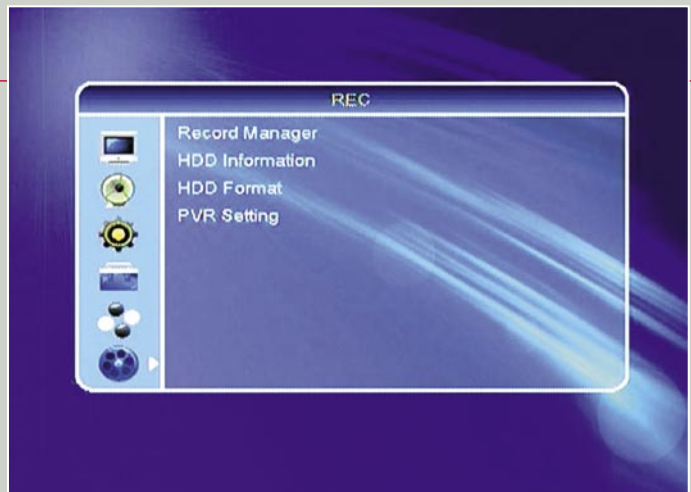 REC
Record Manager
HDD Information
HDD Format
PVR Setting